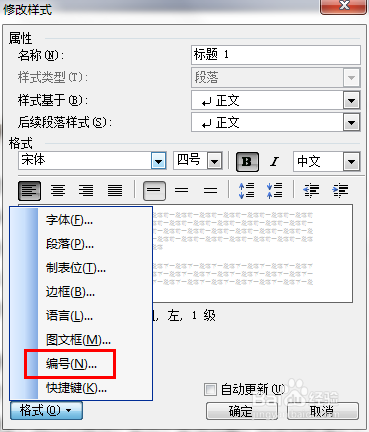 修改样式
属性
名称(N): 标题 1
样式类型(T): 段落
样式基于(B): ↵ 正文
后续段落样式(S): ↵ 正文
格式
宋体 四号 B I 中文
字体(F)...
段落(P)...
制表位(T)...
边框(B)...
语言(L)...
图文框(M)...
编号(N)...
快捷键(K)...
, 左, 1 级
自动更新(U)
格式(O) 确定 取消